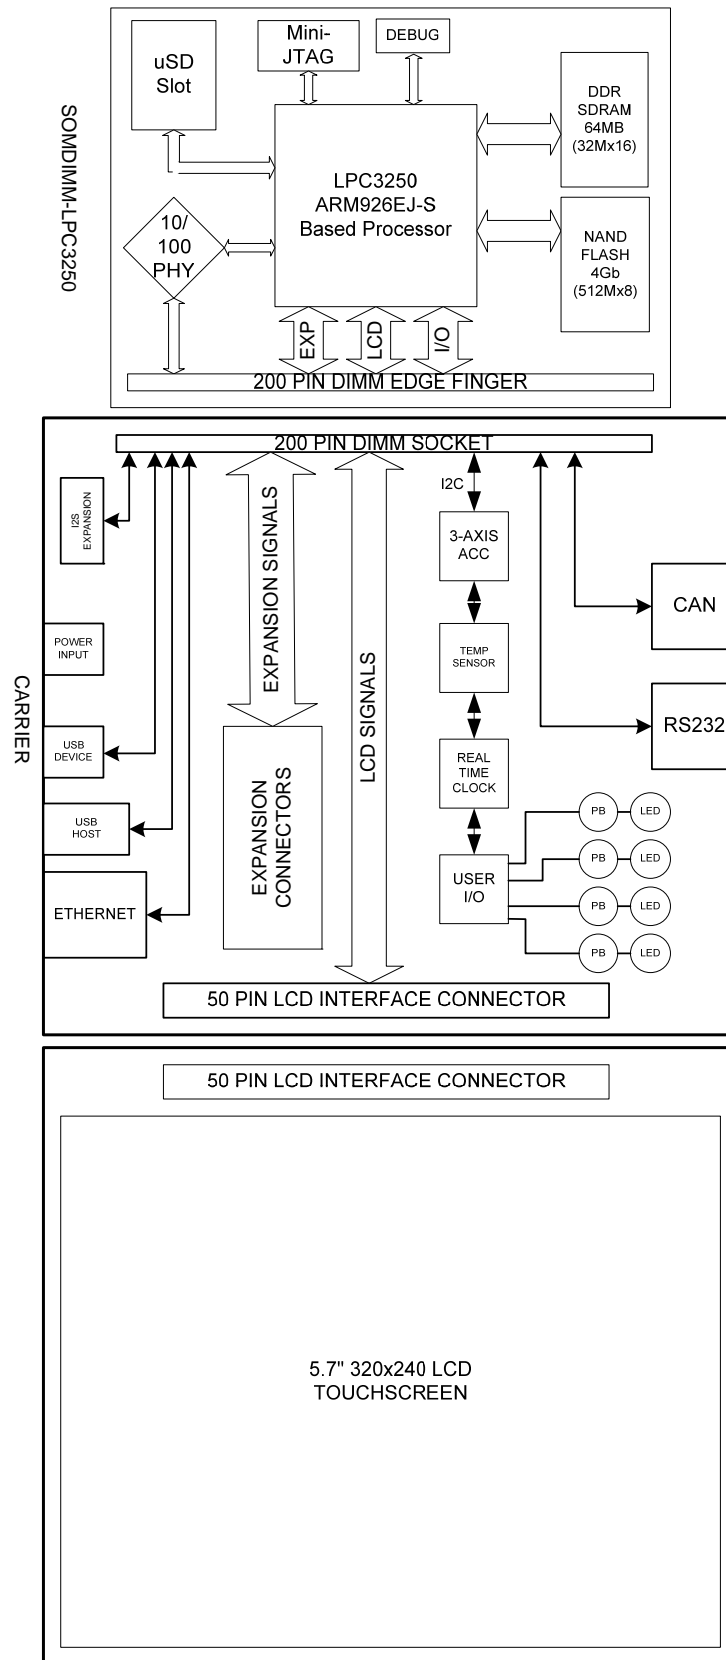 uSD
Slot
Mini-
JTAG
DEBUG
DDR
SDRAM
64MB
(32Mx16)
SOMDIMM-LPC3250
LPC3250
ARM926EJ-S
Based Processor
10/
100
PHY
NAND
FLASH
4Gb
(512Mx8)
EXP
LCD
I/O
200 PIN DIMM EDGE FINGER
200 PIN DIMM SOCKET
I2S
EXPANSION
EXPANSION SIGNALS
LCD SIGNALS
I2C
3-AXIS
ACC
CAN
POWER
INPUT
TEMP
SENSOR
CARRIER
RS232
USB
DEVICE
REAL
TIME
CLOCK
USB
HOST
EXPANSION
CONNECTORS
ETHERNET
USER
I/O
PB
LED
PB
LED
PB
LED
PB
LED
50 PIN LCD INTERFACE CONNECTOR
50 PIN LCD INTERFACE CONNECTOR
5.7" 320x240 LCD
TOUCHSCREEN